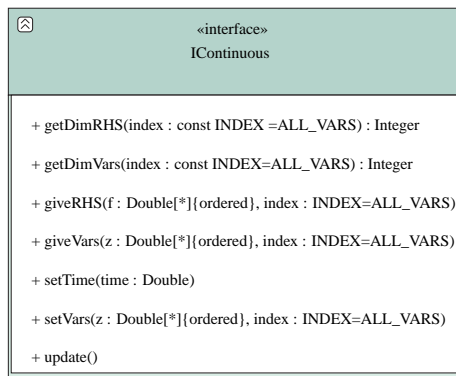 «interface»
IContinuous
+ getDimRHS(index : const INDEX =ALL_VARS) : Integer
+ getDimVars(index : const INDEX=ALL_VARS) : Integer
+ giveRHS(f : Double[*]{ordered}, index : INDEX=ALL_VARS)
+ giveVars(z : Double[*]{ordered}, index : INDEX=ALL_VARS)
+ setTime(time : Double)
+ setVars(z : Double[*]{ordered}, index : INDEX=ALL_VARS)
+ update()